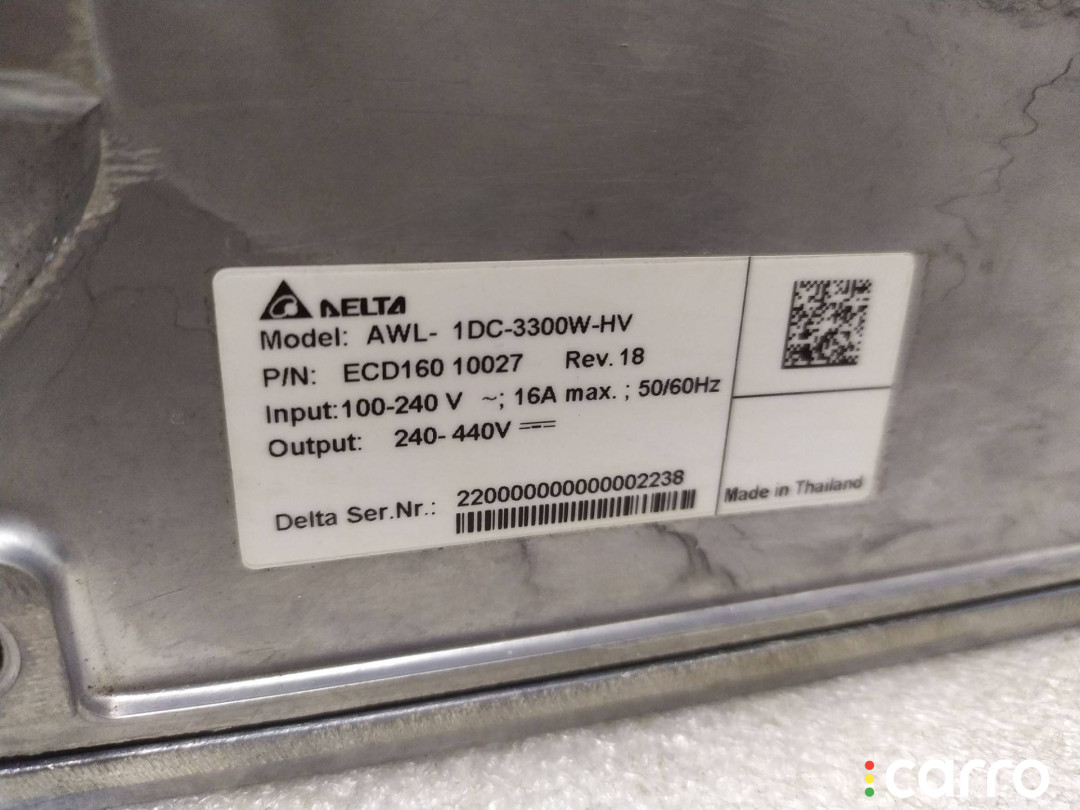 DELTA
Model: AWL- 1DC-3300W-HV
P/N: ECD160 10027 Rev. 18
Input: 100-240 V ~; 16A max. ; 50/60Hz
Output: 240- 440V ⎓
Delta Ser.Nr.: 220000000000002238
Made in Thailand
carro